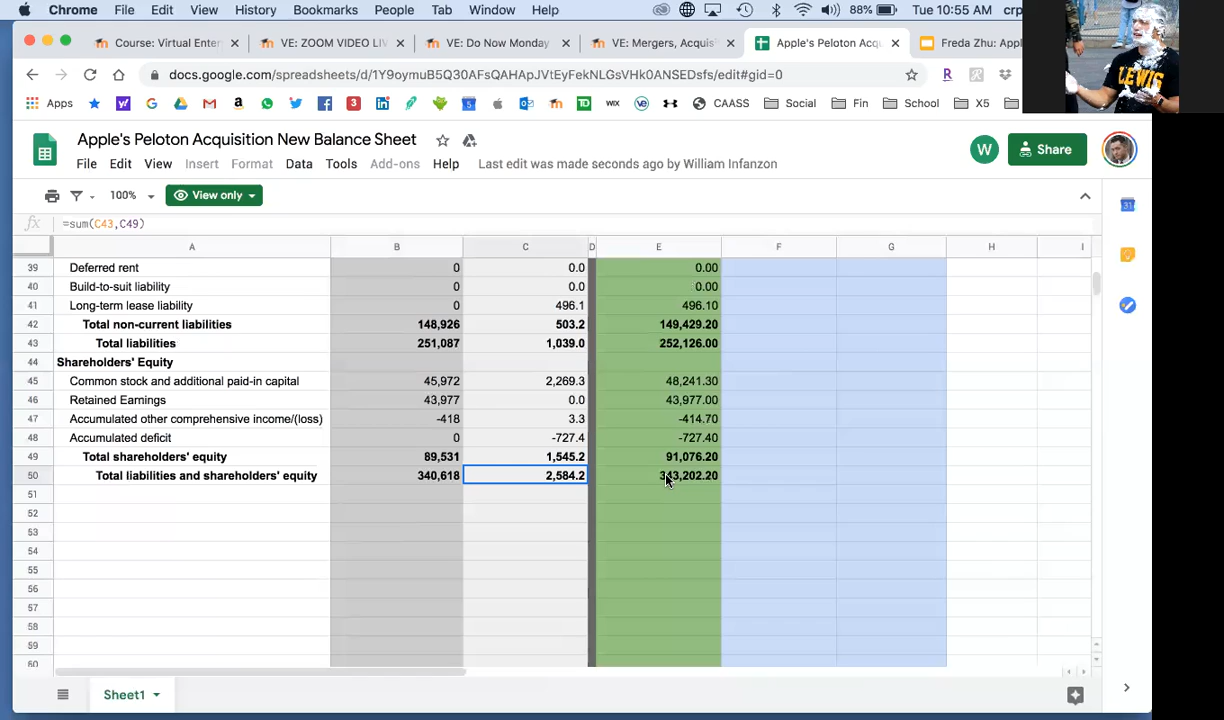 Chrome File Edit View History Bookmarks People Tab Window Help 88% Tue 10:55 AM crp
Course: Virtual Enter × VE: ZOOM VIDEO LI × VE: Do Now Monday × VE: Mergers, Acquis × Apple's Peloton Acqu × Freda Zhu: Appl
docs.google.com/spreadsheets/d/1Y9oymuB5Q30AFsQAHApJVtEyFekNLGsVHk0ANSEDsfs/edit#gid=0
Apps WIX CAASS Social Fin School X5
LEWIS
Apple's Peloton Acquisition New Balance Sheet
W Share
File Edit View Insert Format Data Tools Add-ons Help Last edit was made seconds ago by William Infanzon
100% View only
fx =sum(C43,C49)
A B C D E F G H I
39 Deferred rent 0 0.0 0.00
40 Build-to-suit liability 0 0.0 0.00
41 Long-term lease liability 0 496.1 496.10
42 Total non-current liabilities 148,926 503.2 149,429.20
43 Total liabilities 251,087 1,039.0 252,126.00
44 Shareholders' Equity
45 Common stock and additional paid-in capital 45,972 2,269.3 48,241.30
46 Retained Earnings 43,977 0.0 43,977.00
47 Accumulated other comprehensive income/(loss) -418 3.3 -414.70
48 Accumulated deficit 0 -727.4 -727.40
49 Total shareholders' equity 89,531 1,545.2 91,076.20
50 Total liabilities and shareholders' equity 340,618 2,584.2 343,202.20
51
52
53
54
55
56
57
58
59
60
Sheet1